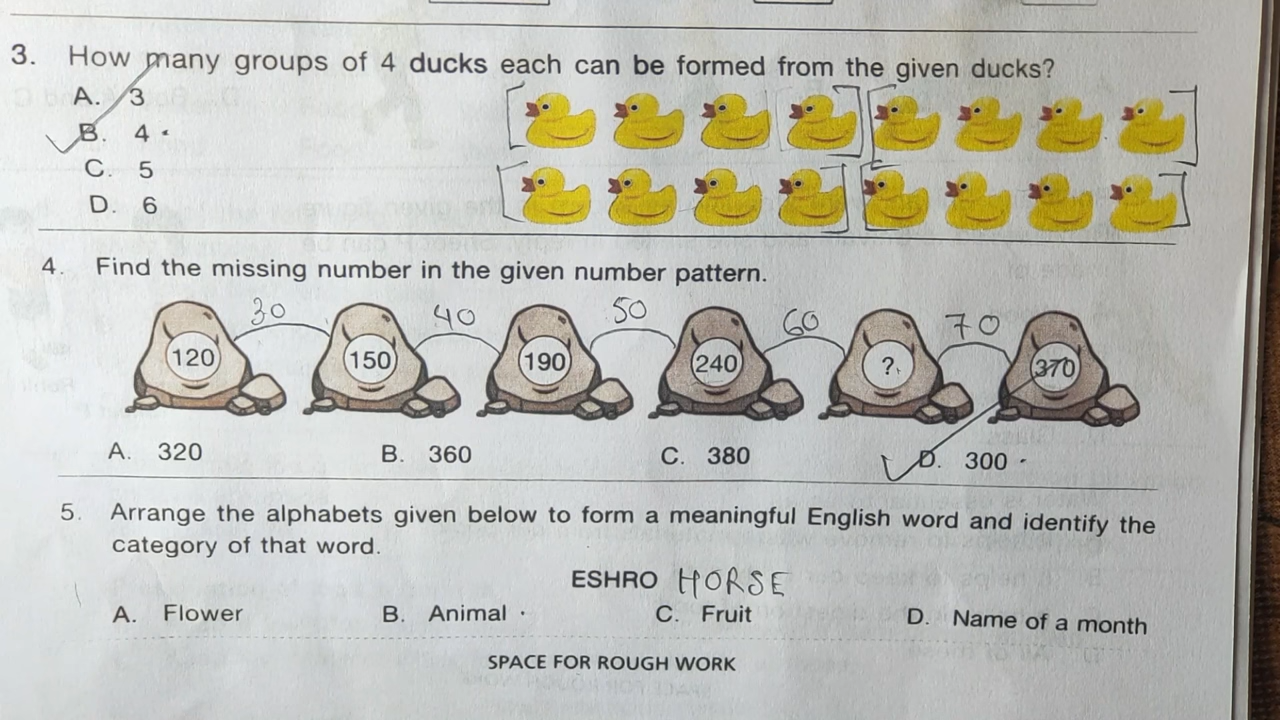 3. How many groups of 4 ducks each can be formed from the given ducks?
A. 3
B. 4
C. 5
D. 6
4. Find the missing number in the given number pattern.
30 40 50 60 70
120 150 190 240 ? 370
A. 320 B. 360 C. 380 D. 300
5. Arrange the alphabets given below to form a meaningful English word and identify the
category of that word.
ESHRO HORSE
A. Flower B. Animal C. Fruit D. Name of a month
SPACE FOR ROUGH WORK